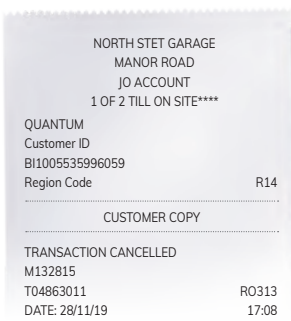 NORTH STET GARAGE
MANOR ROAD
JO ACCOUNT
1 OF 2 TILL ON SITE****
QUANTUM
Customer ID
BI1005535996059
Region Code R14
CUSTOMER COPY
TRANSACTION CANCELLED
M132815
T04863011 RO313
DATE: 28/11/19 17:08